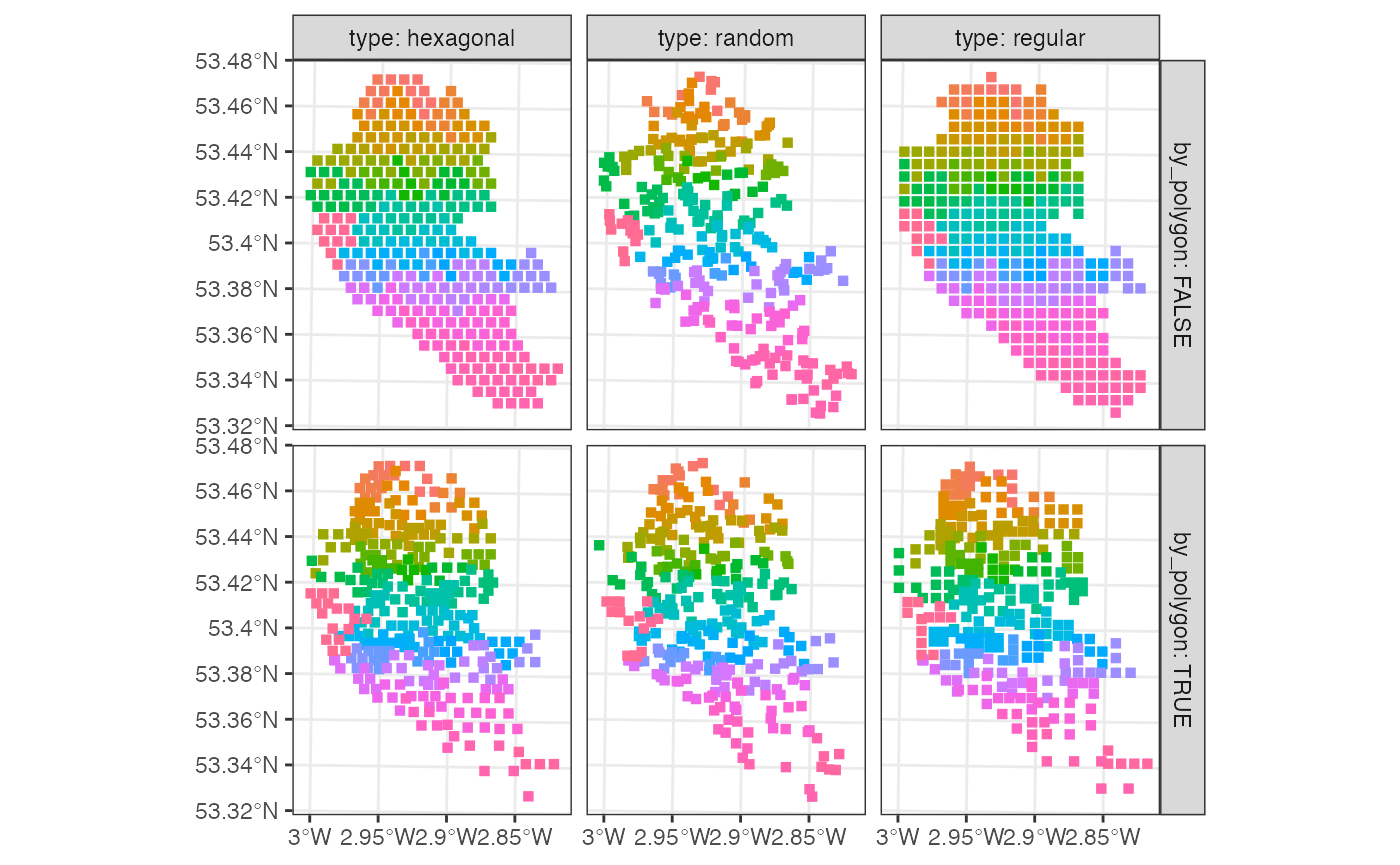 type: hexagonal
type: random
type: regular
53.48°N
53.46°N
53.44°N
53.42°N
53.4°N
53.38°N
53.36°N
53.34°N
53.32°N
by_polygon: FALSE
53.48°N
53.46°N
53.44°N
53.42°N
53.4°N
53.38°N
53.36°N
53.34°N
53.32°N
by_polygon: TRUE
3°W 2.95°W 2.9°W 2.85°W
3°W 2.95°W 2.9°W 2.85°W
3°W 2.95°W 2.9°W 2.85°W